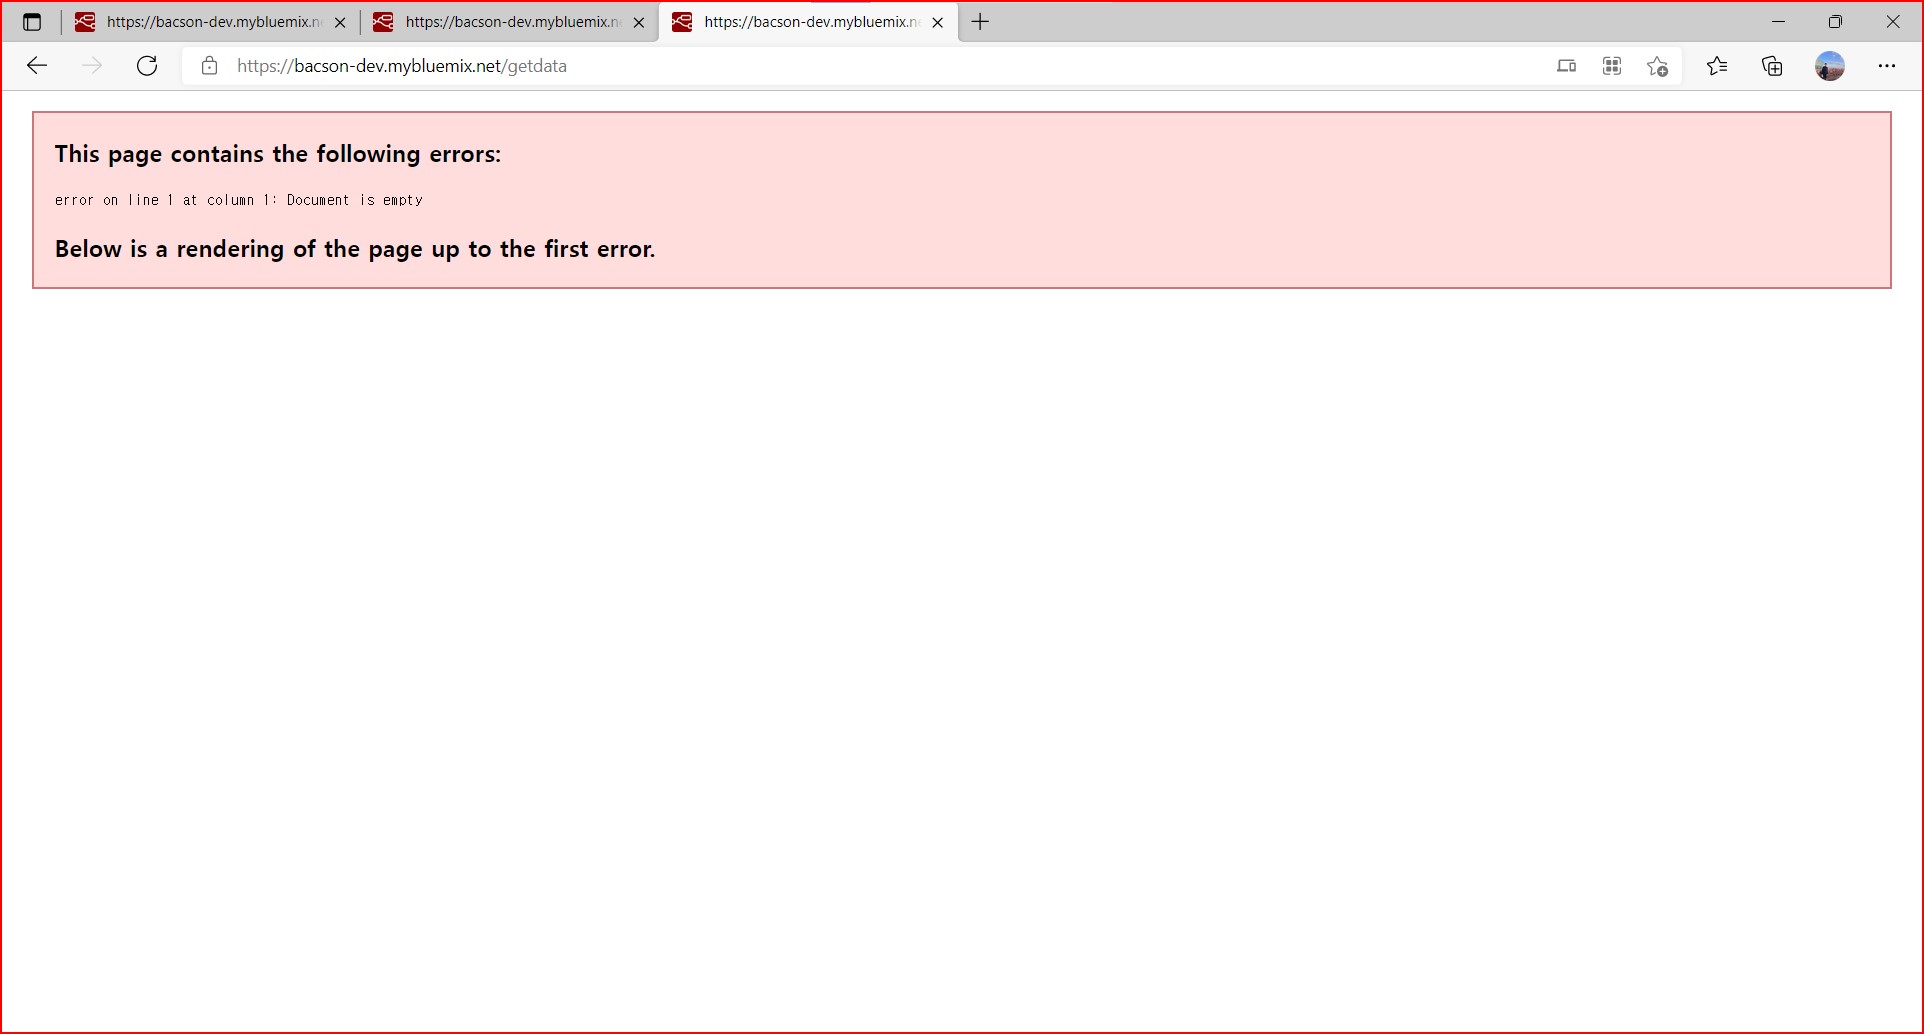 https://bacson-dev.mybluemix.n
https://bacson-dev.mybluemix.n
https://bacson-dev.mybluemix.n
https://bacson-dev.mybluemix.net/getdata
This page contains the following errors:
error on line 1 at column 1: Document is empty
Below is a rendering of the page up to the first error.